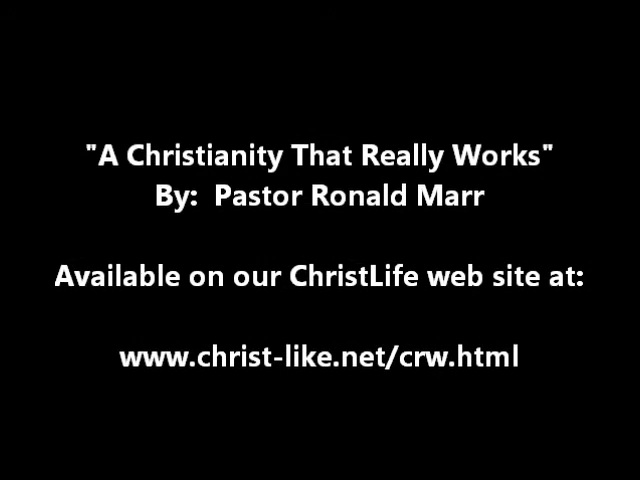 "A Christianity That Really Works"
By:  Pastor Ronald Marr
Available on our ChristLife web site at:
www.christ-like.net/crw.html